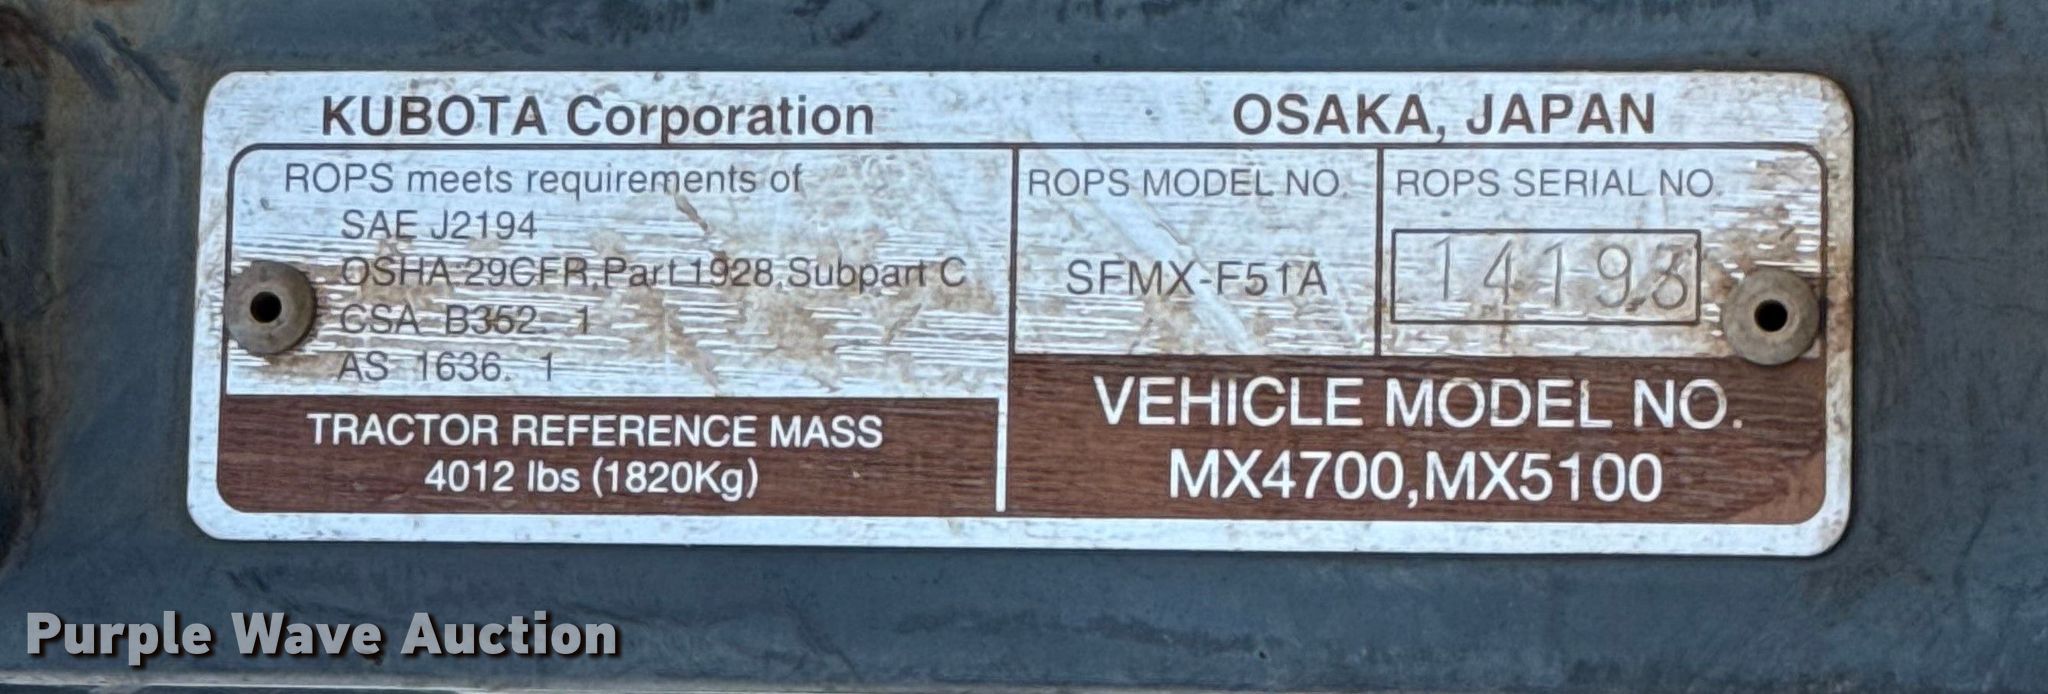 KUBOTA Corporation
OSAKA, JAPAN
ROPS meets requirements of
SAE J2194
OSHA 29CFR,Part 1928,Subpart C
CSA B352. 1
AS 1636. 1
TRACTOR REFERENCE MASS
4012 lbs (1820Kg)
ROPS MODEL NO.
SFMX-F51A
ROPS SERIAL NO.
14193
VEHICLE MODEL NO.
MX4700,MX5100
Purple Wave Auction